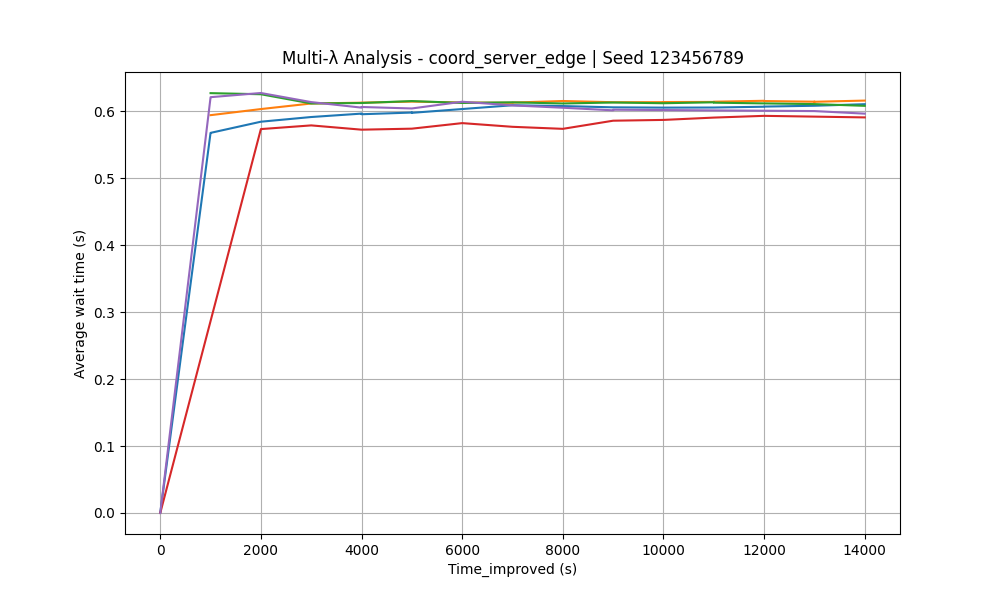 Multi-λ Analysis - coord_server_edge | Seed 123456789
Average wait time (s)
0.6
0.5
0.4
0.3
0.2
0.1
0.0
0 2000 4000 6000 8000 10000 12000 14000
Time_improved (s)